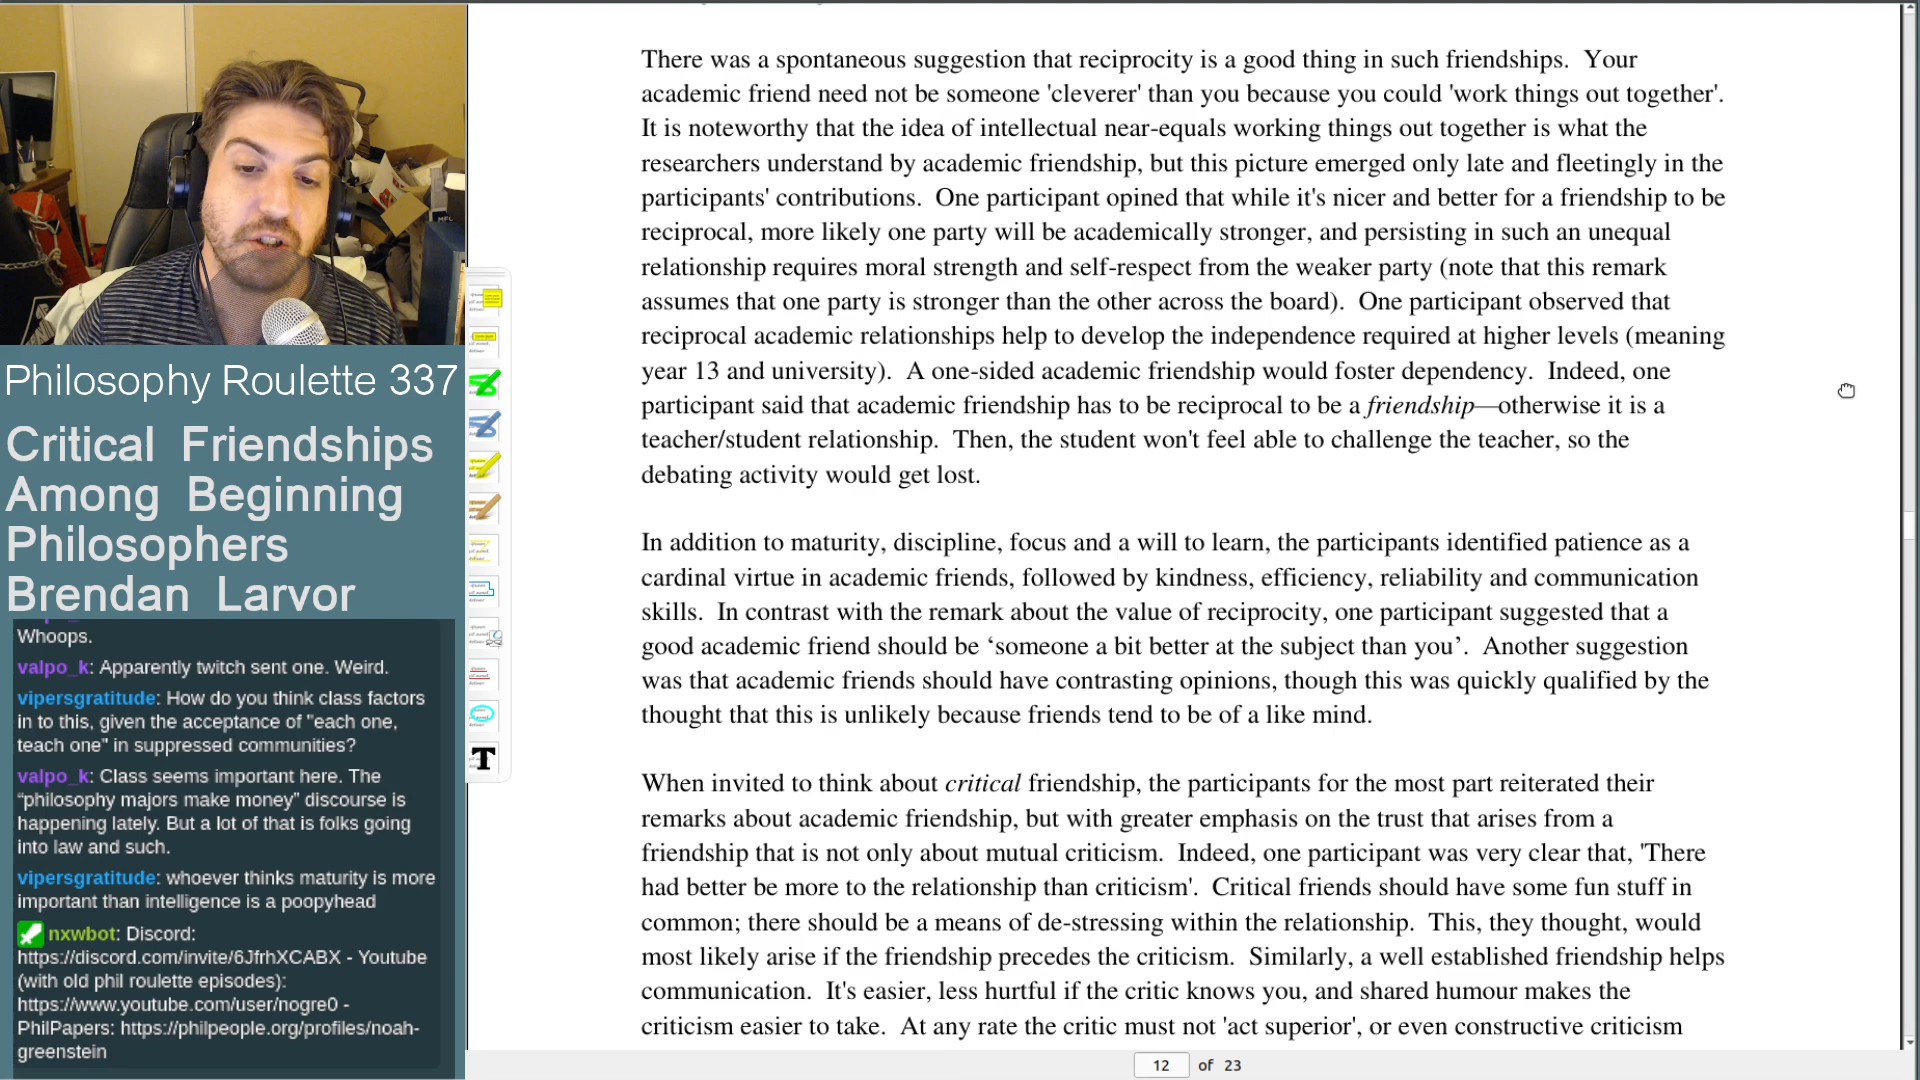 There was a spontaneous suggestion that reciprocity is a good thing in such friendships.  Your
academic friend need not be someone 'cleverer' than you because you could 'work things out together'.
It is noteworthy that the idea of intellectual near-equals working things out together is what the
researchers understand by academic friendship, but this picture emerged only late and fleetingly in the
participants' contributions.  One participant opined that while it's nicer and better for a friendship to be
reciprocal, more likely one party will be academically stronger, and persisting in such an unequal
relationship requires moral strength and self-respect from the weaker party (note that this remark
assumes that one party is stronger than the other across the board).  One participant observed that
reciprocal academic relationships help to develop the independence required at higher levels (meaning
year 13 and university).  A one-sided academic friendship would foster dependency.  Indeed, one
participant said that academic friendship has to be reciprocal to be a friendship—otherwise it is a
teacher/student relationship.  Then, the student won't feel able to challenge the teacher, so the
debating activity would get lost.
In addition to maturity, discipline, focus and a will to learn, the participants identified patience as a
cardinal virtue in academic friends, followed by kindness, efficiency, reliability and communication
skills.  In contrast with the remark about the value of reciprocity, one participant suggested that a
good academic friend should be ‘someone a bit better at the subject than you’.  Another suggestion
was that academic friends should have contrasting opinions, though this was quickly qualified by the
thought that this is unlikely because friends tend to be of a like mind.
When invited to think about critical friendship, the participants for the most part reiterated their
remarks about academic friendship, but with greater emphasis on the trust that arises from a
friendship that is not only about mutual criticism.  Indeed, one participant was very clear that, 'There
had better be more to the relationship than criticism'.  Critical friends should have some fun stuff in
common; there should be a means of de-stressing within the relationship.  This, they thought, would
most likely arise if the friendship precedes the criticism.  Similarly, a well established friendship helps
communication.  It's easier, less hurtful if the critic knows you, and shared humour makes the
criticism easier to take.  At any rate the critic must not 'act superior', or even constructive criticism
12 of 23
T
Philosophy Roulette 337
Critical Friendships
Among Beginning
Philosophers
Brendan Larvor
Whoops.
valpo_k: Apparently twitch sent one. Weird.
vipersgratitude: How do you think class factors
in to this, given the acceptance of "each one,
teach one" in suppressed communities?
valpo_k: Class seems important here. The
“philosophy majors make money” discourse is
happening lately. But a lot of that is folks going
into law and such.
vipersgratitude: whoever thinks maturity is more
important than intelligence is a poopyhead
nxwbot: Discord:
https://discord.com/invite/6JfrhXCABX - Youtube
(with old phil roulette episodes):
https://www.youtube.com/user/nogre0 -
PhilPapers: https://philpeople.org/profiles/noah-
greenstein